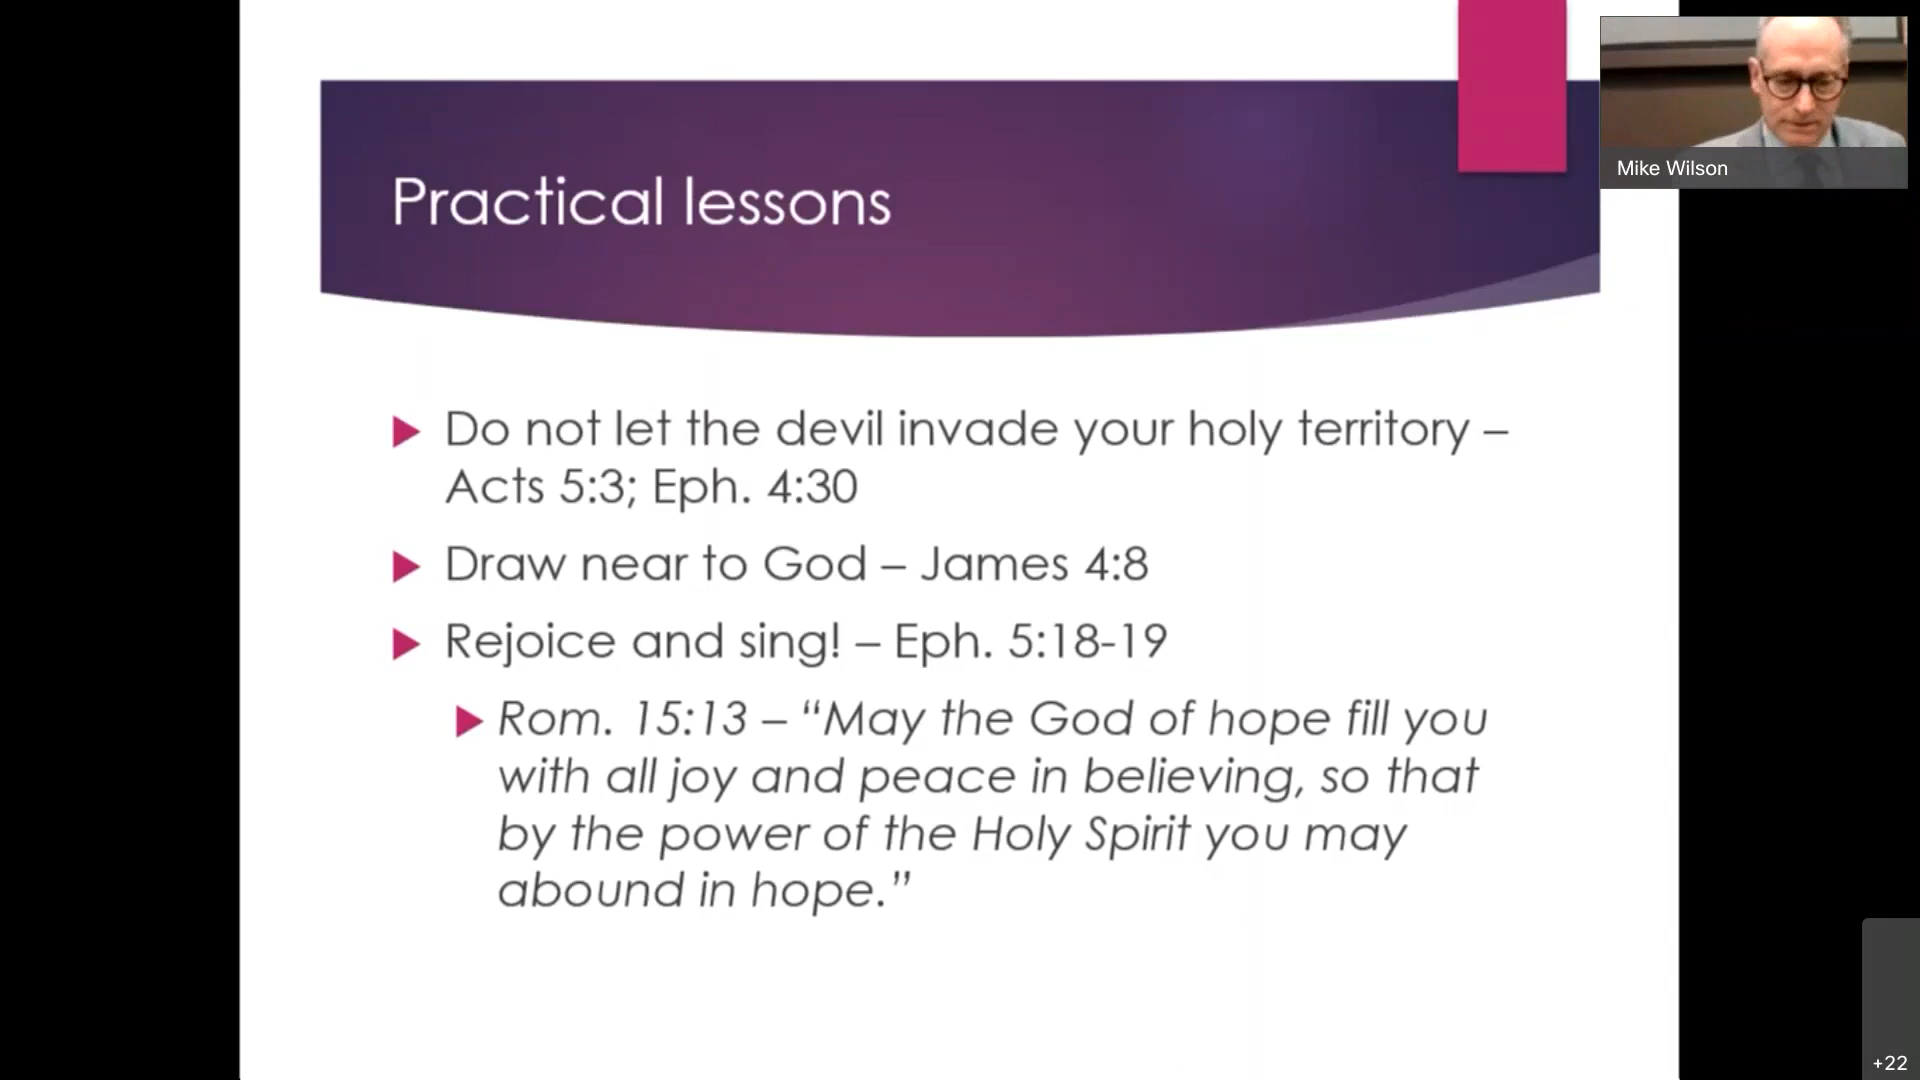 Practical lessons
Mike Wilson
Do not let the devil invade your holy territory –
Acts 5:3; Eph. 4:30
Draw near to God – James 4:8
Rejoice and sing! – Eph. 5:18-19
Rom. 15:13 – “May the God of hope fill you
with all joy and peace in believing, so that
by the power of the Holy Spirit you may
abound in hope.”
+22